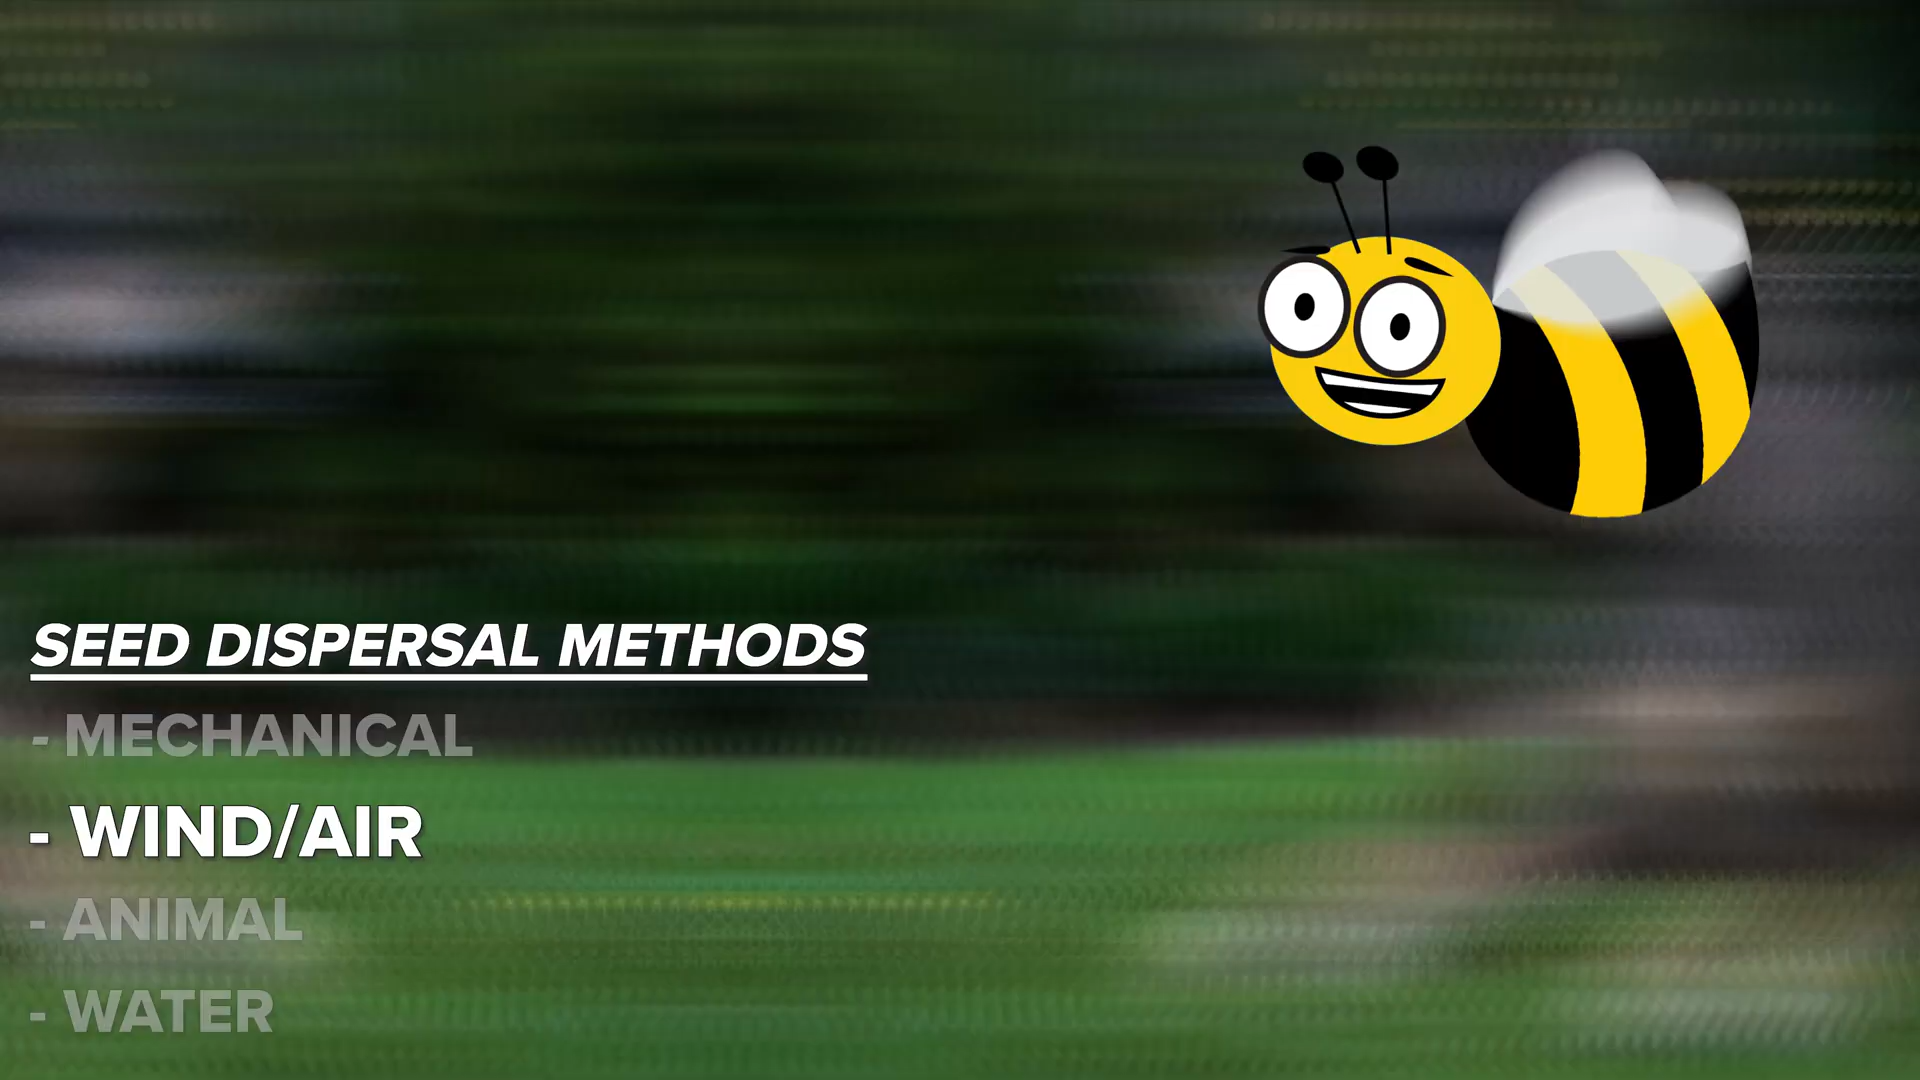 SEED DISPERSAL METHODS
- MECHANICAL
- WIND/AIR
- ANIMAL
- WATER